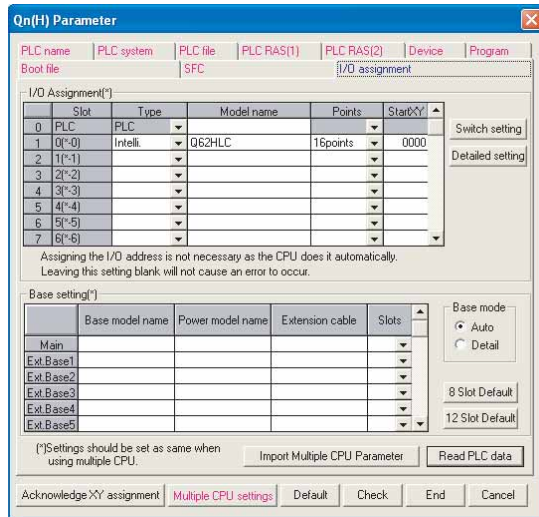 Qn(H) Parameter
PLC name PLC system PLC file PLC RAS(1) PLC RAS(2) Device Program
Boot file SFC I/O assignment
I/O Assignment(*)
Slot Type Model name Points StartXY
0 PLC PLC
1 0(*-0) Intelli. Q62HLC 16points 0000
2 1(*-1)
3 2(*-2)
4 3(*-3)
5 4(*-4)
6 5(*-5)
7 6(*-6)
Switch setting
Detailed setting
Assigning the I/O address is not necessary as the CPU does it automatically.
Leaving this setting blank will not cause an error to occur.
Base setting(*)
Base model name Power model name Extension cable Slots
Main
Ext.Base1
Ext.Base2
Ext.Base3
Ext.Base4
Ext.Base5
Base mode
Auto
Detail
8 Slot Default
12 Slot Default
(*)Settings should be set as same when
using multiple CPU.
Import Multiple CPU Parameter Read PLC data
Acknowledge XY assignment Multiple CPU settings Default Check End Cancel